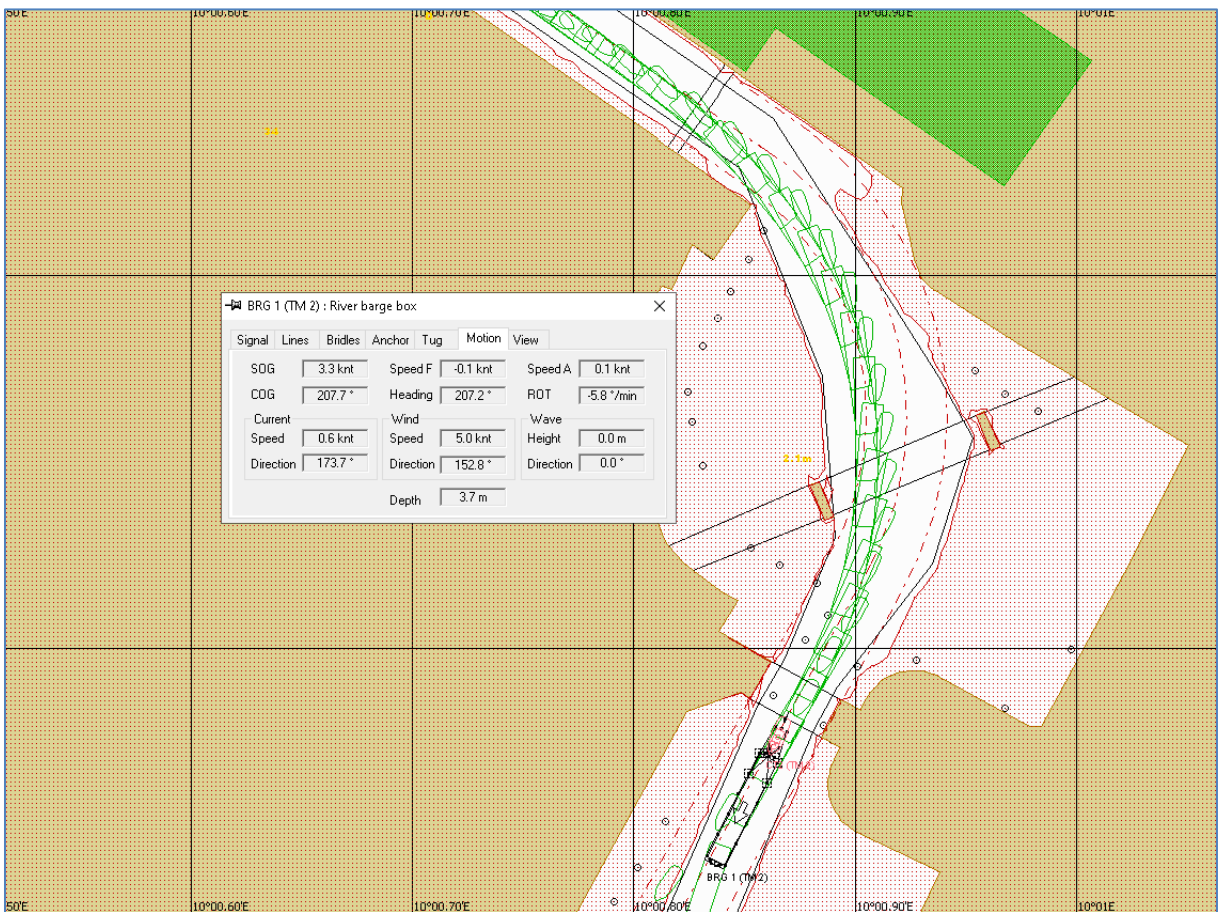 50'E 10°00.60'E 10°00.70'E 10°00.80'E 10°00.90'E 10°01'E
BRG 1 (TM 2) : River barge box
Signal Lines Bridles Anchor Tug Motion View
SOG 3.3 knt Speed F -0.1 knt Speed A 0.1 knt
COG 207.7 ° Heading 207.2 ° ROT -5.8 °/min
Current Wind Wave
Speed 0.6 knt Speed 5.0 knt Height 0.0 m
Direction 173.7 ° Direction 152.8 ° Direction 0.0 °
Depth 3.7 m
2.1m
BRG 1 (TM 2)
50'E 10°00.60'E 10°00.70'E 10°00.80'E 10°00.90'E 10°01'E